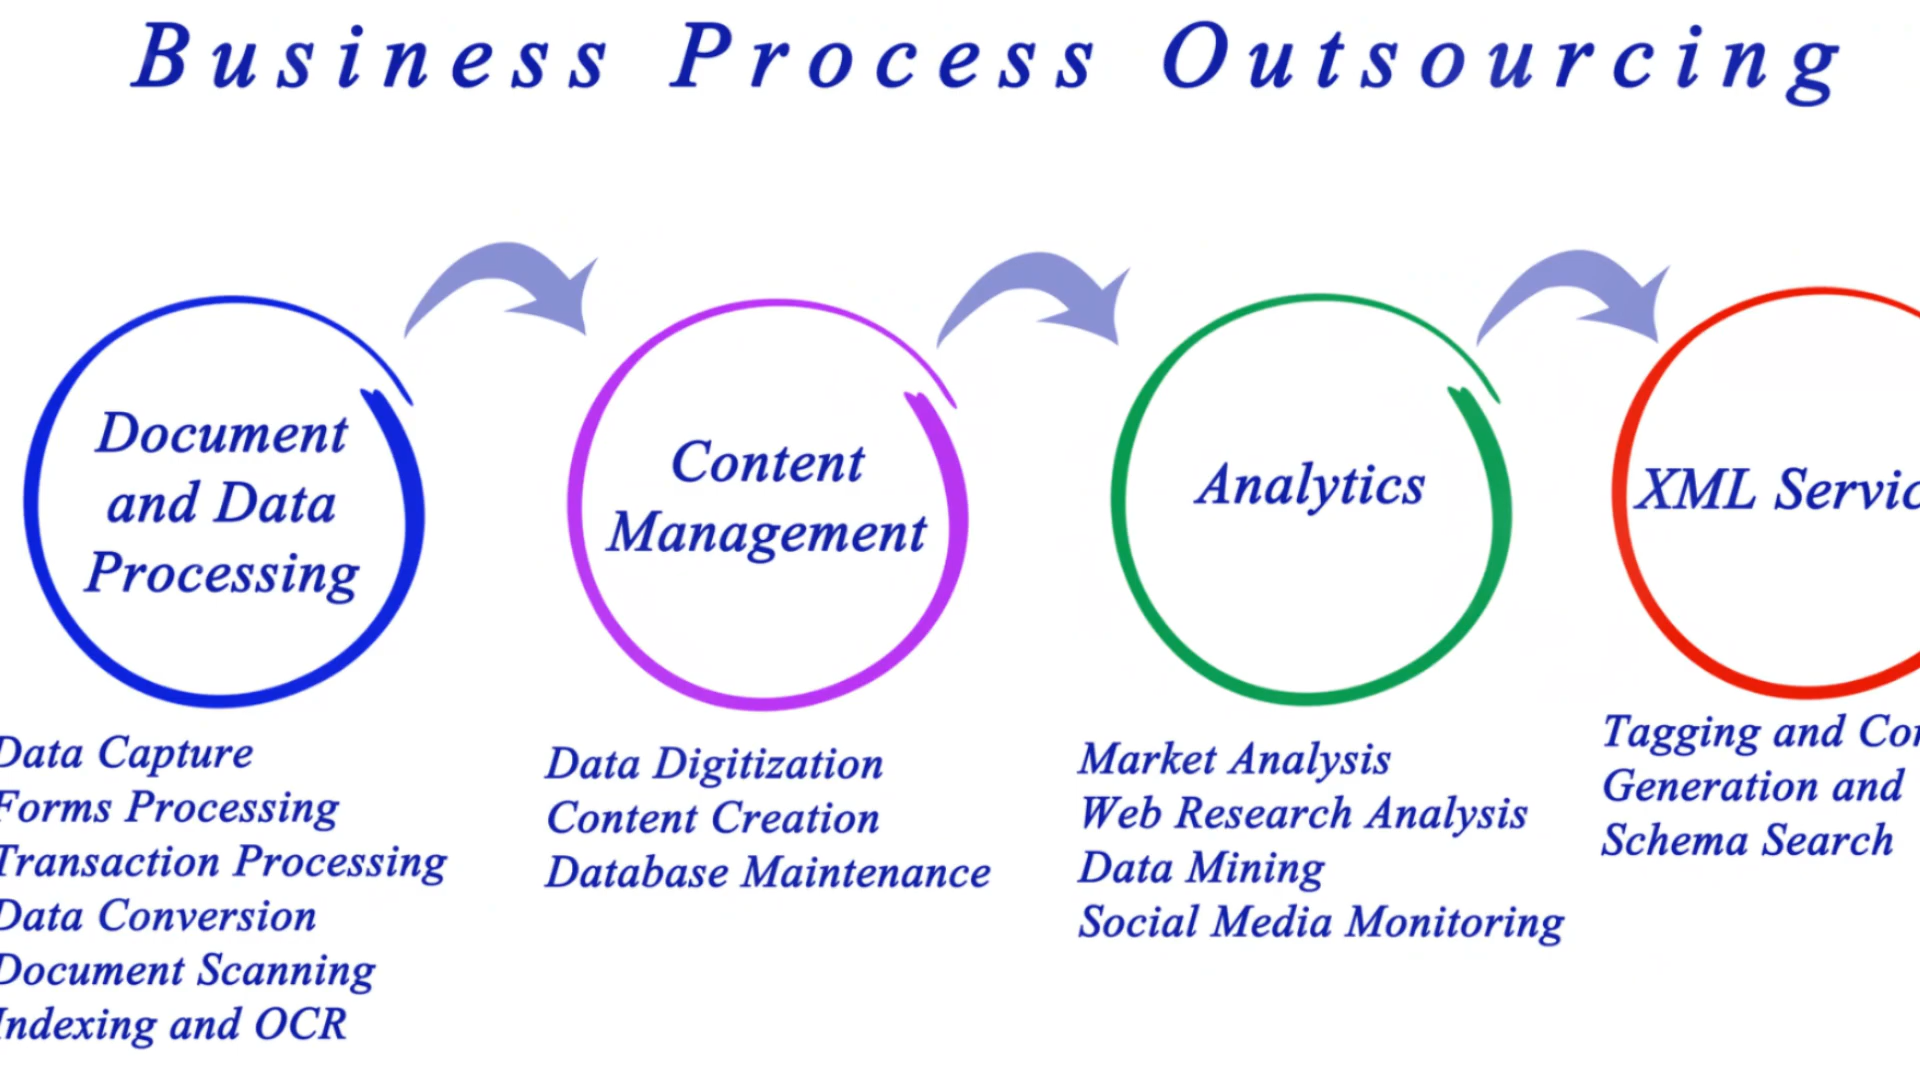 Business Process Outsourcing
Document
and Data
Processing
Content
Management
Analytics
XML
Data Capture
Forms Processing
Transaction Processing
Data Conversion
Document Scanning
Indexing and OCR
Data Digitization
Content Creation
Database Maintenance
Market Analysis
Web Research Analysis
Data Mining
Social Media Monitoring
Tagging and
Generation and
Schema Search